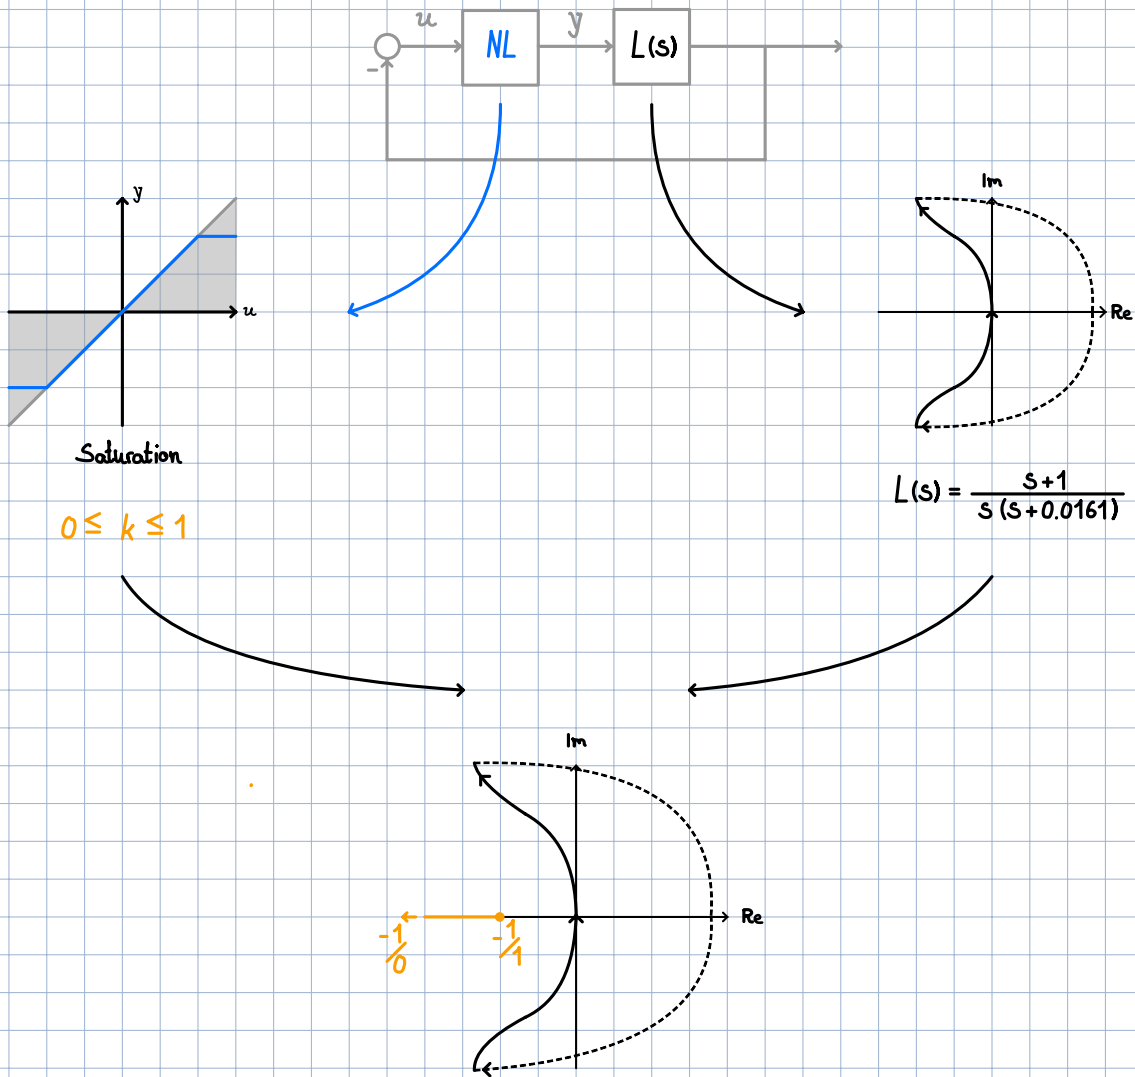 u
NL
y
L(s)
-
y
u
Saturation
0 ≤ k ≤ 1
Im
Re
L(s) = s+1 / s(s+0.0161)
Im
Re
-1/0
-1/1